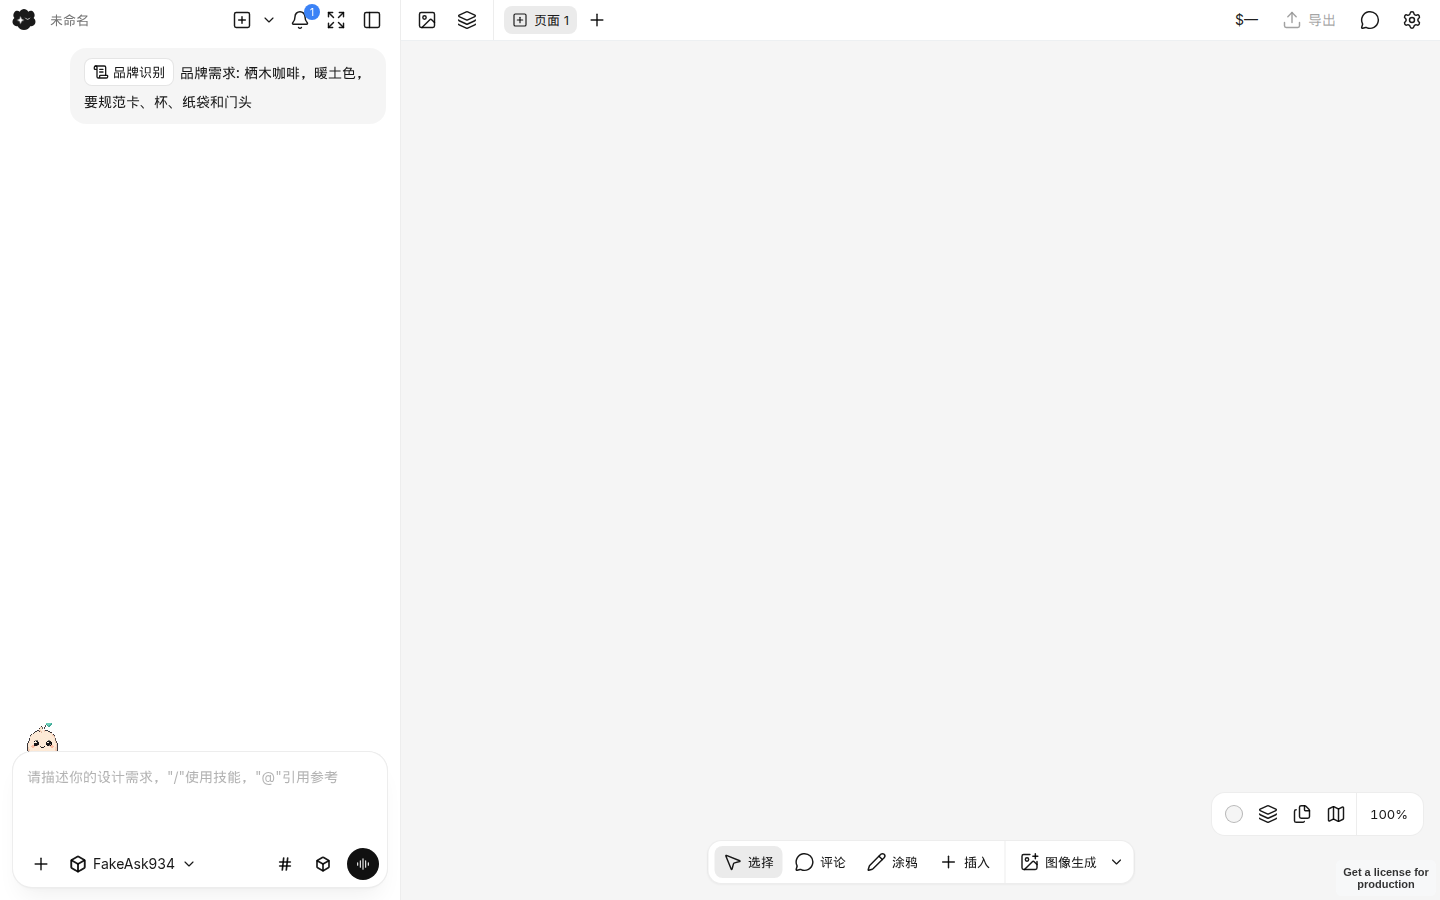 未命名
1
页面 1
$—
导出
品牌识别 品牌需求: 栖木咖啡，暖土色，
要规范卡、杯、纸袋和门头
请描述你的设计需求，"/"使用技能，"@"引用参考
FakeAsk934
100%
选择
评论
涂鸦
插入
图像生成
Get a license for
production